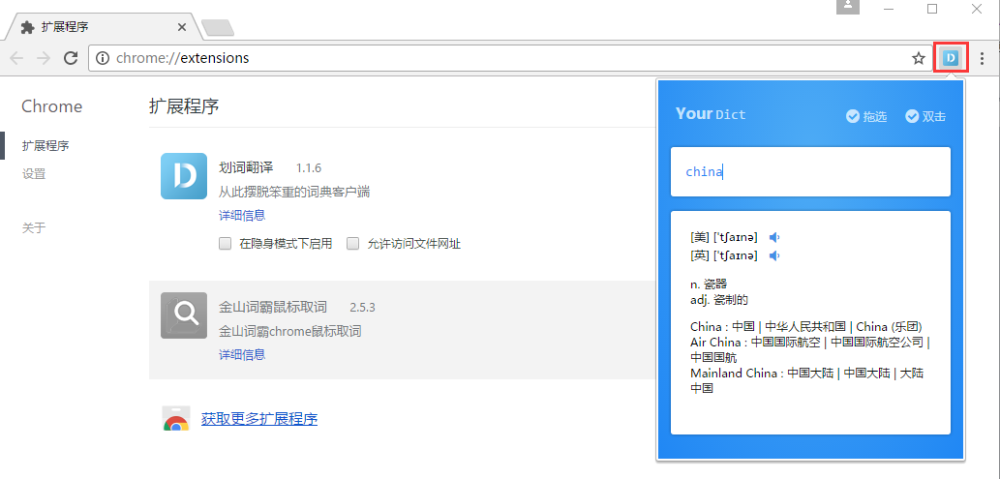 扩展程序
chrome://extensions
D
Chrome
扩展程序
设置
关于
扩展程序
D
划词翻译 1.1.6
从此摆脱笨重的词典客户端
详细信息
在隐身模式下启用 允许访问文件网址
金山词霸鼠标取词 2.5.3
金山词霸chrome鼠标取词
详细信息
获取更多扩展程序
Your Dict 拖选 双击
china
[美] ['tʃaɪnə]
[英] ['tʃaɪnə]
n. 瓷器
adj. 瓷制的
China : 中国 | 中华人民共和国 | China (乐团)
Air China : 中国国际航空 | 中国国际航空公司 |
中国国航
Mainland China : 中国大陆 | 中国大陆 | 大陆
中国